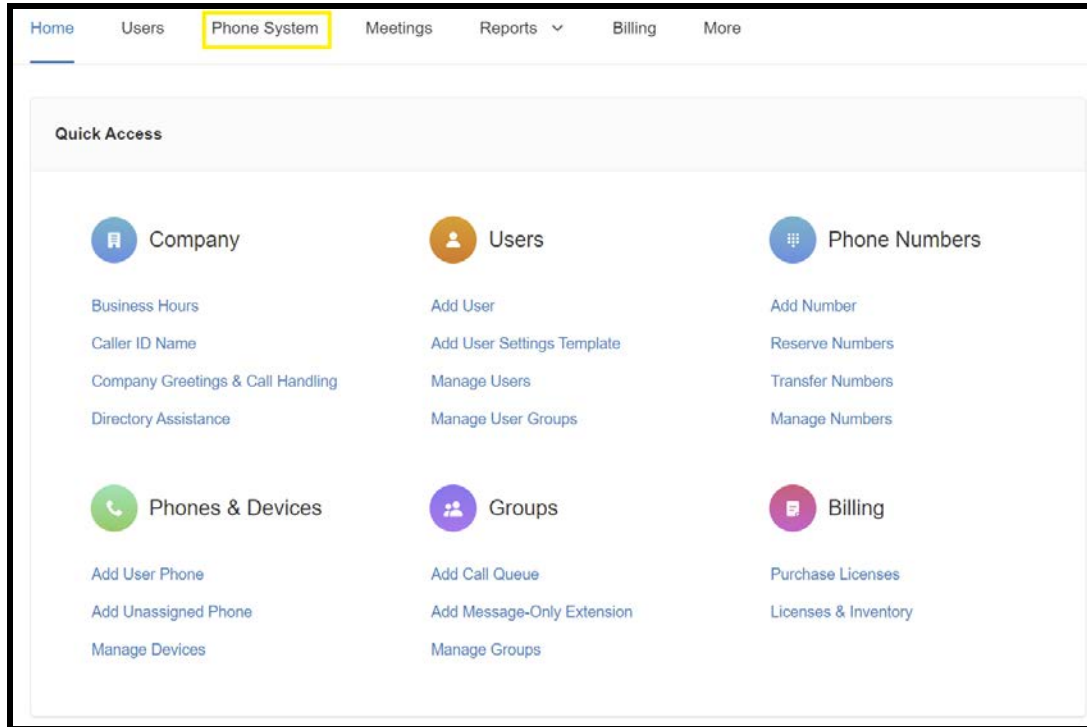 Home Users Phone System Meetings Reports Billing More
Quick Access
Company
Business Hours
Caller ID Name
Company Greetings & Call Handling
Directory Assistance
Users
Add User
Add User Settings Template
Manage Users
Manage User Groups
Phone Numbers
Add Number
Reserve Numbers
Transfer Numbers
Manage Numbers
Phones & Devices
Add User Phone
Add Unassigned Phone
Manage Devices
Groups
Add Call Queue
Add Message-Only Extension
Manage Groups
Billing
Purchase Licenses
Licenses & Inventory